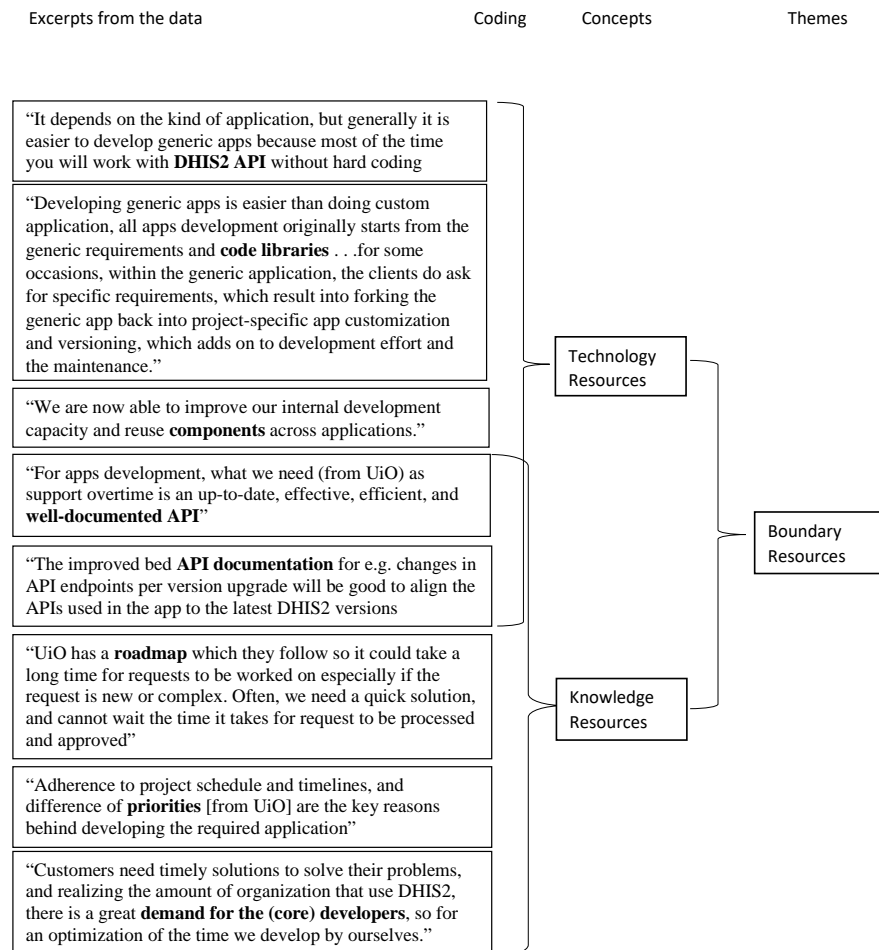 Excerpts from the data Coding Concepts Themes
“It depends on the kind of application, but generally it is
easier to develop generic apps because most of the time
you will work with DHIS2 API without hard coding
“Developing generic apps is easier than doing custom
application, all apps development originally starts from the
generic requirements and code libraries . . .for some
occasions, within the generic application, the clients do ask
for specific requirements, which result into forking the
generic app back into project-specific app customization
and versioning, which adds on to development effort and
the maintenance.”
“We are now able to improve our internal development
capacity and reuse components across applications.”
“For apps development, what we need (from UiO) as
support overtime is an up-to-date, effective, efficient, and
well-documented API”
“The improved bed API documentation for e.g. changes in
API endpoints per version upgrade will be good to align the
APIs used in the app to the latest DHIS2 versions
“UiO has a roadmap which they follow so it could take a
long time for requests to be worked on especially if the
request is new or complex. Often, we need a quick solution,
and cannot wait the time it takes for request to be processed
and approved”
“Adherence to project schedule and timelines, and
difference of priorities [from UiO] are the key reasons
behind developing the required application”
“Customers need timely solutions to solve their problems,
and realizing the amount of organization that use DHIS2,
there is a great demand for the (core) developers, so for
an optimization of the time we develop by ourselves.”
Technology
Resources
Knowledge
Resources
Boundary
Resources